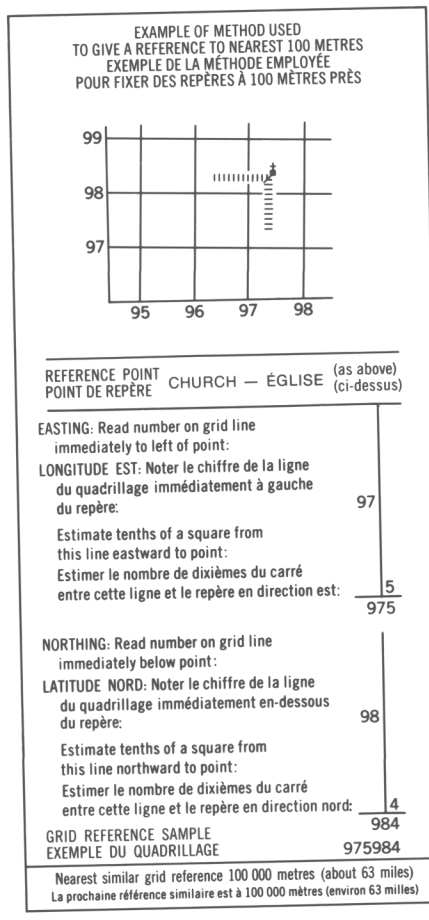 EXAMPLE OF METHOD USED
TO GIVE A REFERENCE TO NEAREST 100 METRES
EXEMPLE DE LA MÉTHODE EMPLOYÉE
POUR FIXER DES REPÈRES À 100 MÈTRES PRÈS
99
98
97
95 96 97 98
REFERENCE POINT
POINT DE REPÈRE
CHURCH — ÉGLISE
(as above)
(ci-dessus)
EASTING: Read number on grid line
immediately to left of point:
LONGITUDE EST: Noter le chiffre de la ligne
du quadrillage immédiatement à gauche
du repère:
97
Estimate tenths of a square from
this line eastward to point:
Estimer le nombre de dixièmes du carré
entre cette ligne et le repère en direction est: 5
975
NORTHING: Read number on grid line
immediately below point:
LATITUDE NORD: Noter le chiffre de la ligne
du quadrillage immédiatement en-dessous
du repère:
98
Estimate tenths of a square from
this line northward to point:
Estimer le nombre de dixièmes du carré
entre cette ligne et le repère en direction nord: 4
984
GRID REFERENCE SAMPLE
EXEMPLE DU QUADRILLAGE 975984
Nearest similar grid reference 100 000 metres (about 63 miles)
La prochaine référence similaire est à 100 000 mètres (environ 63 milles)